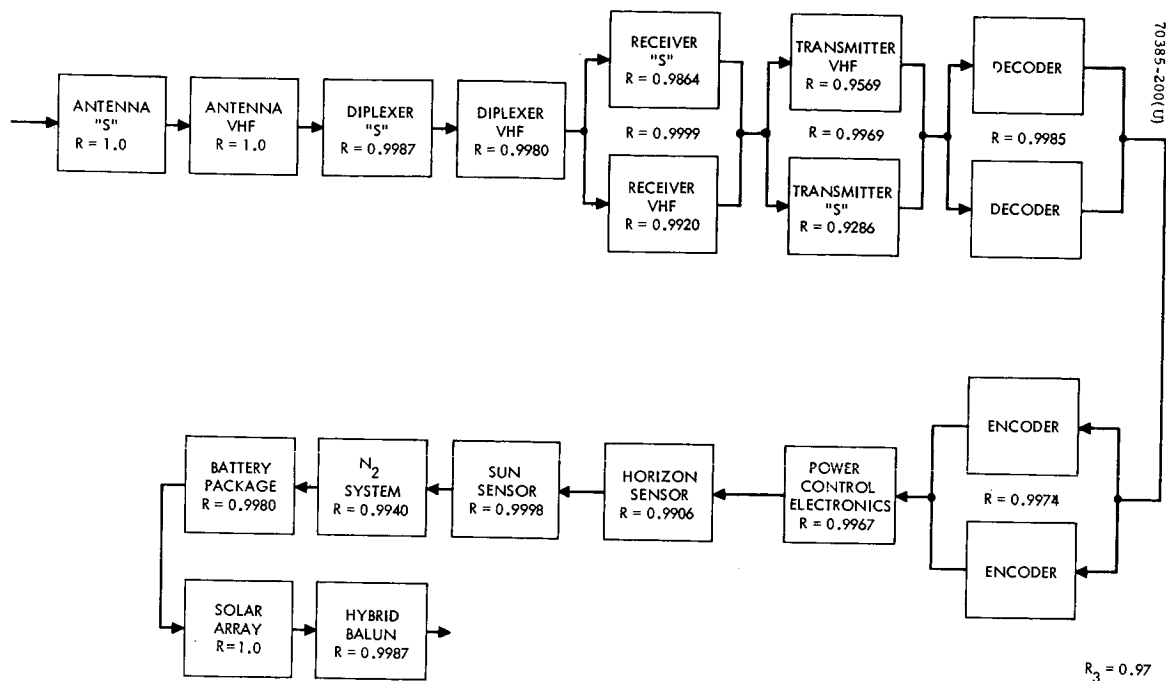 70385-200(U)
ANTENNA
"S"
R = 1.0
ANTENNA
VHF
R = 1.0
DIPLEXER
"S"
R = 0.9987
DIPLEXER
VHF
R = 0.9980
RECEIVER
"S"
R = 0.9864
R = 0.9999
RECEIVER
VHF
R = 0.9920
TRANSMITTER
VHF
R = 0.9569
R = 0.9969
TRANSMITTER
"S"
R = 0.9286
DECODER
R = 0.9985
DECODER
ENCODER
R = 0.9974
ENCODER
POWER
CONTROL
ELECTRONICS
R = 0.9967
HORIZON
SENSOR
R = 0.9906
SUN
SENSOR
R = 0.9998
N2
SYSTEM
R = 0.9940
BATTERY
PACKAGE
R = 0.9980
SOLAR
ARRAY
R=1.0
HYBRID
BALUN
R = 0.9987
R3 = 0.97